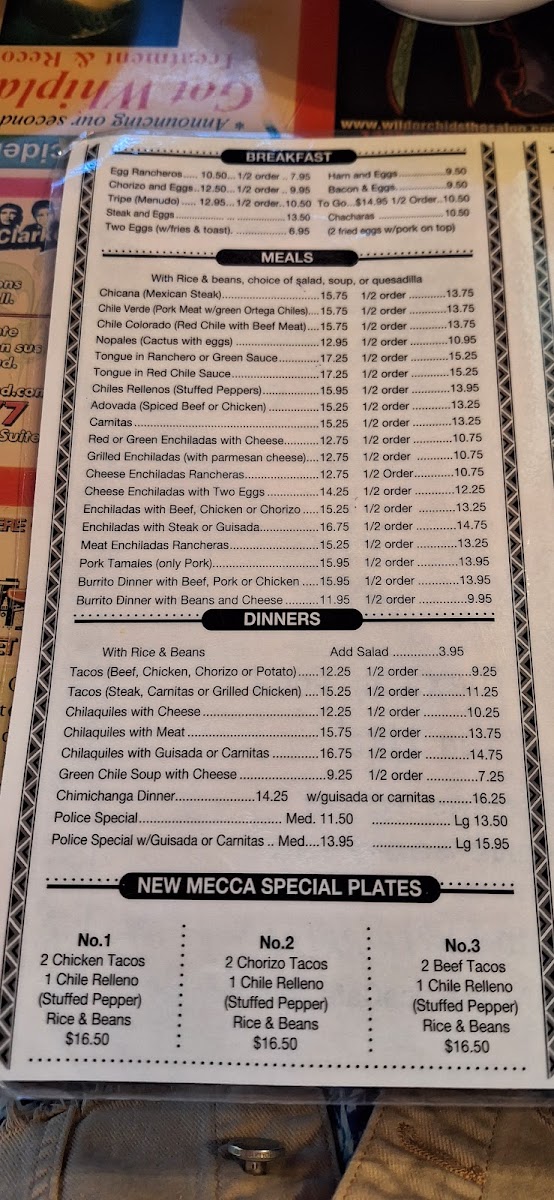 Treatment & Reco
Got Whipla
* Announcing our second
www.wildorchidethesalon.c
ider
Clark
ons
ll.
ate
n sus
ed.
d.com
7
Suite
ERE
BREAKFAST
Egg Rancheros..... 10.50... 1/2 order .. 7.95 Ham and Eggs..................9.50
Chorizo and Eggs..12.50... 1/2 order .. 9.95 Bacon & Eggs..................9.50
Tripe (Menudo) ..... 12.95... 1/2 order..10.50 To Go...$14.95 1/2 Order..10.50
Steak and Eggs............ ... ................ 13.50 Chacharas ........................10.50
Two Eggs (w/fries & toast). ............... 6.95 (2 fried eggs w/pork on top)
MEALS
With Rice & beans, choice of salad, soup, or quesadilla
Chicana (Mexican Steak)...........................15.75 1/2 order ...........13.75
Chile Verde (Pork Meat w/green Ortega Chiles)....15.75 1/2 order ...........13.75
Chile Colorado (Red Chile with Beef Meat)....15.75 1/2 order ...........13.75
Nopales (Cactus with eggs) ........................12.95 1/2 order ...........10.95
Tongue in Ranchero or Green Sauce............17.25 1/2 order ...........15.25
Tongue in Red Chile Sauce.........................17.25 1/2 order ...........15.25
Chiles Rellenos (Stuffed Peppers).................15.95 1/2 order ...........13.95
Adovada (Spiced Beef or Chicken) ...............15.25 1/2 order ...........13.25
Carnitas ................................................15.25 1/2 order ...........13.25
Red or Green Enchiladas with Cheese..........12.75 1/2 order ...........10.75
Grilled Enchiladas (with parmesan cheese)....12.75 1/2 order ...........10.75
Cheese Enchiladas Rancheras.....................12.75 1/2 Order............10.75
Cheese Enchiladas with Two Eggs ...............14.25 1/2 order ...........12.25
Enchiladas with Beef, Chicken or Chorizo .....15.25 1/2 order ...........13.25
Enchiladas with Steak or Guisada.................16.75 1/2 order ...........14.75
Meat Enchiladas Rancheras........................15.25 1/2 order ...........13.25
Pork Tamales (only Pork)............................15.95 1/2 order ...........13.95
Burrito Dinner with Beef, Pork or Chicken .....15.95 1/2 order ...........13.95
Burrito Dinner with Beans and Cheese .........11.95 1/2 order ............9.95
DINNERS
With Rice & Beans Add Salad ............3.95
Tacos (Beef, Chicken, Chorizo or Potato)......12.25 1/2 order .............9.25
Tacos (Steak, Carnitas or Grilled Chicken) ....15.25 1/2 order ...........11.25
Chilaquiles with Cheese ..............................12.25 1/2 order ...........10.25
Chilaquiles with Meat .................................15.75 1/2 order ...........13.75
Chilaquiles with Guisada or Carnitas ............16.75 1/2 order ...........14.75
Green Chile Soup with Cheese .....................9.25 1/2 order .............7.25
Chimichanga Dinner.....................14.25 w/guisada or carnitas .........16.25
Police Special..................................... Med. 11.50 .................... Lg 13.50
Police Special w/Guisada or Carnitas .. Med....13.95 .................... Lg 15.95
NEW MECCA SPECIAL PLATES
No.1
2 Chicken Tacos
1 Chile Relleno
(Stuffed Pepper)
Rice & Beans
$16.50
No.2
2 Chorizo Tacos
1 Chile Relleno
(Stuffed Pepper)
Rice & Beans
$16.50
No.3
2 Beef Tacos
1 Chile Relleno
(Stuffed Pepper)
Rice & Beans
$16.50